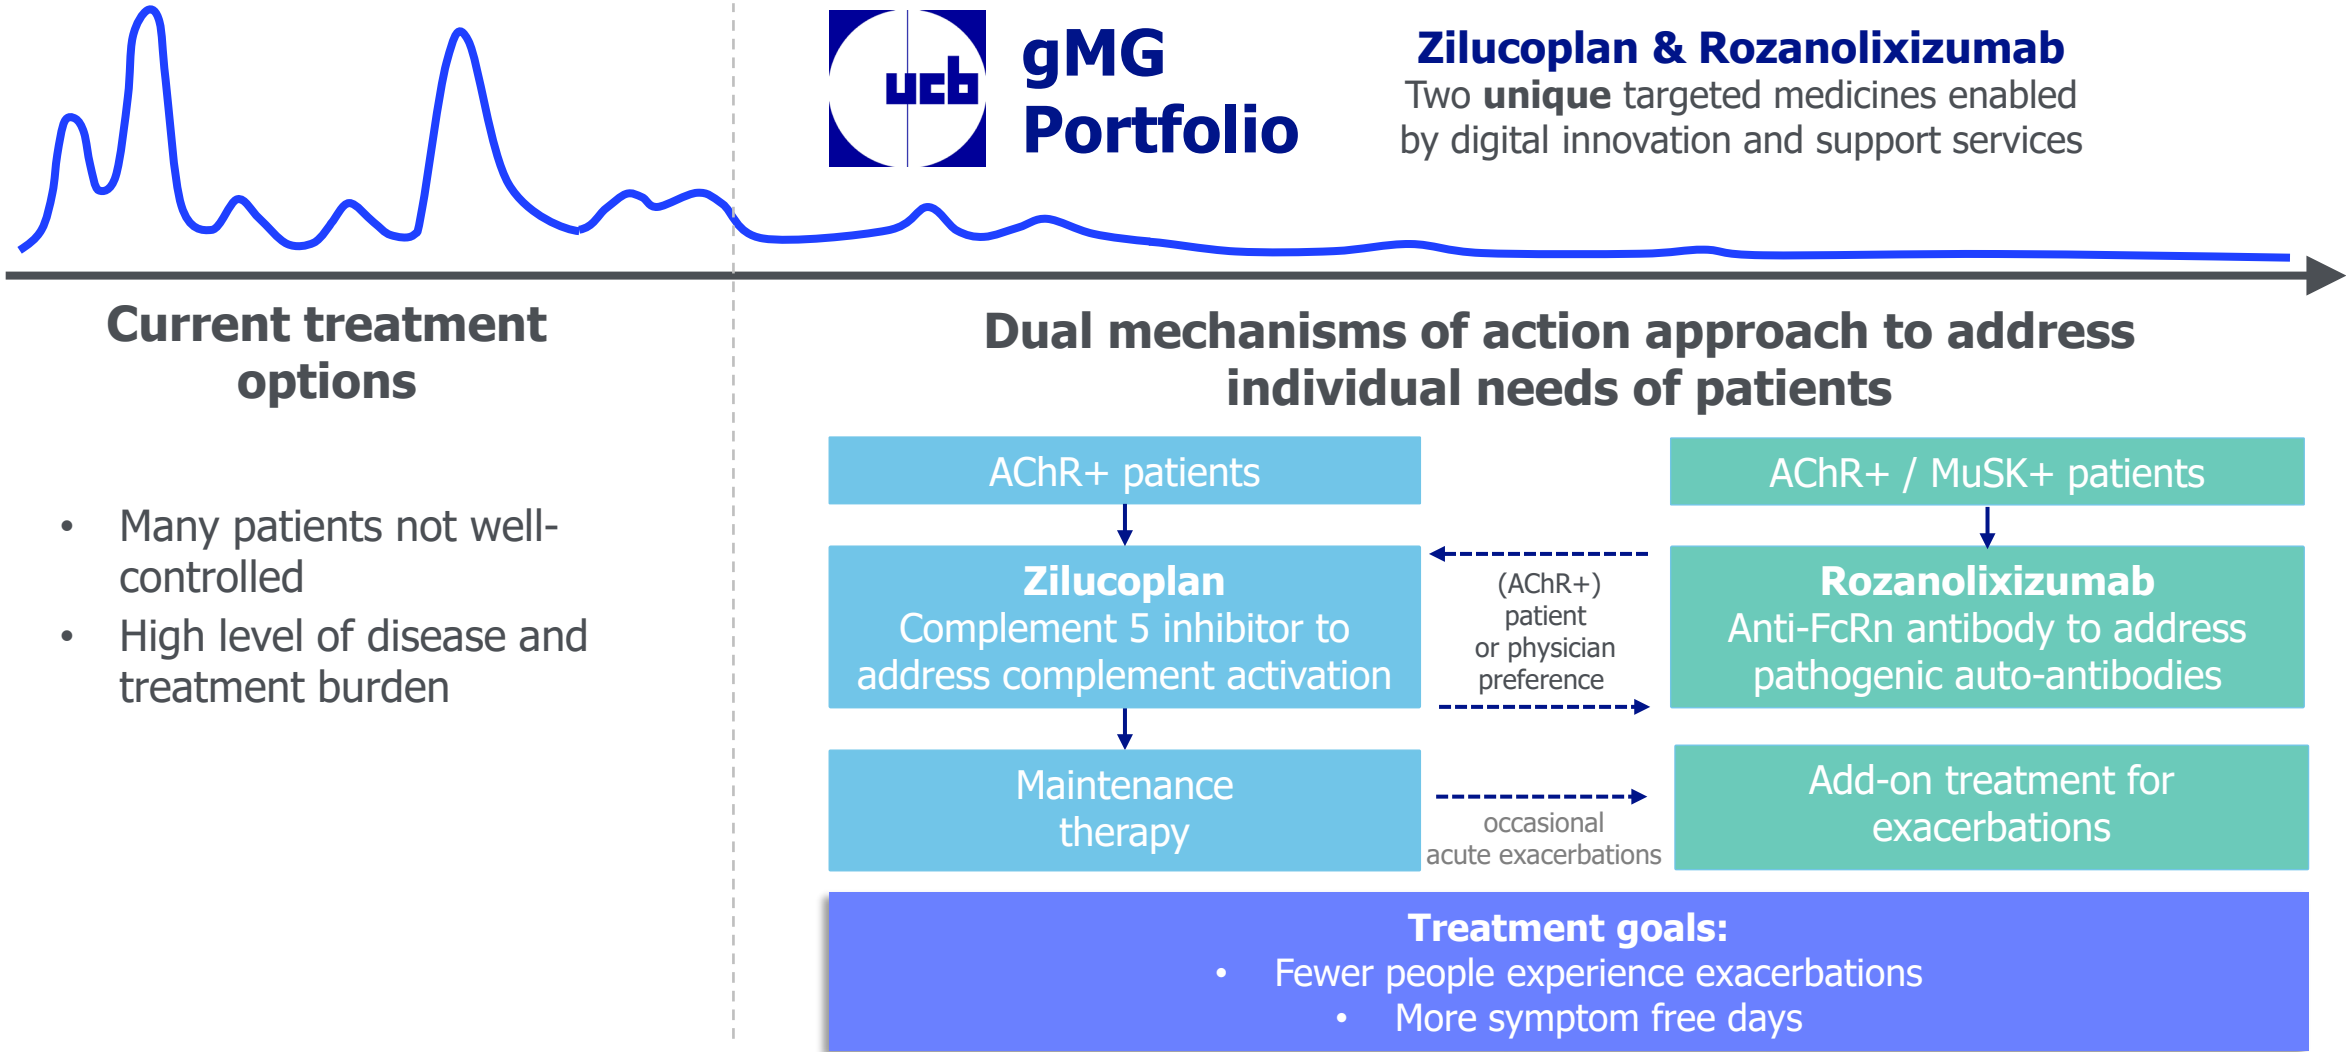 ucb
gMG
Portfolio
Zilucoplan & Rozanolixizumab
Two unique targeted medicines enabled
by digital innovation and support services
Current treatment
options
• Many patients not well-
controlled
• High level of disease and
treatment burden
Dual mechanisms of action approach to address
individual needs of patients
AChR+ patients
Zilucoplan
Complement 5 inhibitor to
address complement activation
Maintenance
therapy
(AChR+)
patient
or physician
preference
occasional
acute exacerbations
AChR+ / MuSK+ patients
Rozanolixizumab
Anti-FcRn antibody to address
pathogenic auto-antibodies
Add-on treatment for
exacerbations
Treatment goals:
• Fewer people experience exacerbations
• More symptom free days